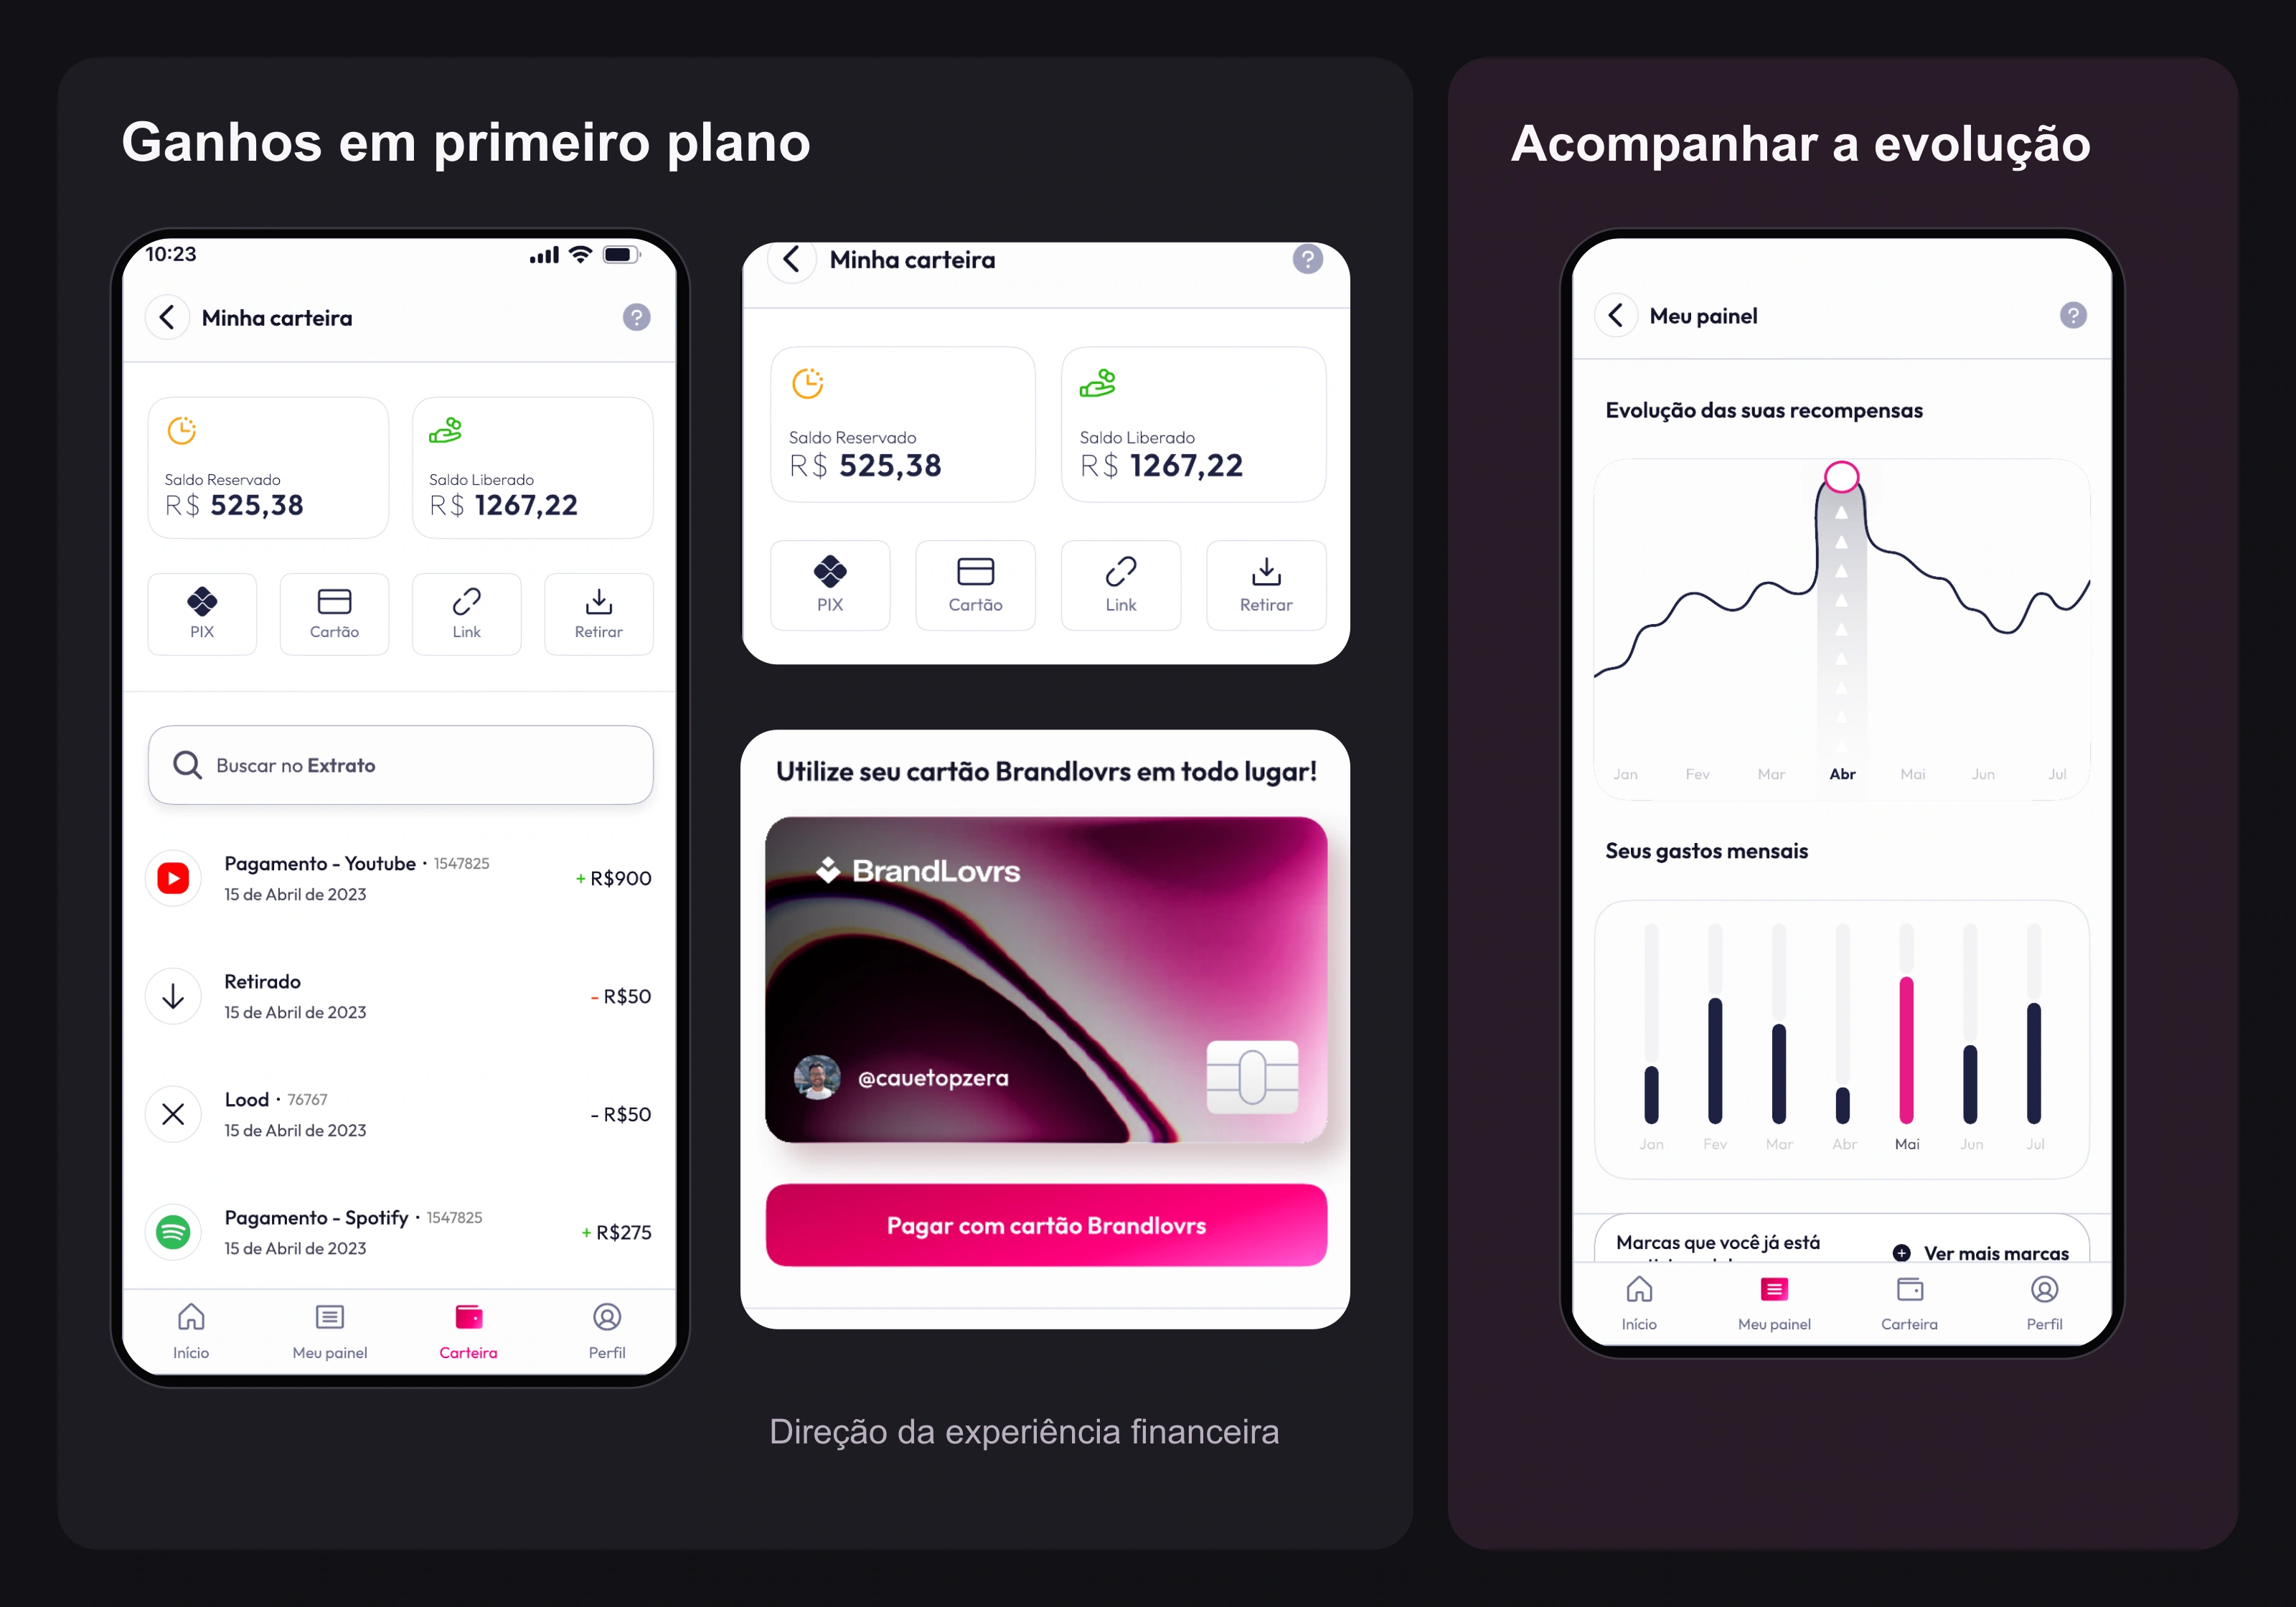 Ganhos em primeiro plano
10:23
Minha carteira
?
Saldo Reservado
R$ 525,38
Saldo Liberado
R$ 1267,22
PIX
Cartão
Link
Retirar
Buscar no Extrato
Pagamento - Youtube · 1547825
15 de Abril de 2023
+ R$900
Retirado
15 de Abril de 2023
- R$50
Lood · 76767
15 de Abril de 2023
- R$50
Pagamento - Spotify · 1547825
15 de Abril de 2023
+ R$275
Início
Meu painel
Carteira
Perfil
Minha carteira
?
Saldo Reservado
R$ 525,38
Saldo Liberado
R$ 1267,22
PIX
Cartão
Link
Retirar
Utilize seu cartão Brandlovrs em todo lugar!
BrandLovrs
@cauetopzera
Pagar com cartão Brandlovrs
Direção da experiência financeira
Acompanhar a evolução
Meu painel
?
Evolução das suas recompensas
Jan Fev Mar Abr Mai Jun Jul
Seus gastos mensais
Jan Fev Mar Abr Mai Jun Jul
Marcas que você já está
Ver mais marcas
Início
Meu painel
Carteira
Perfil